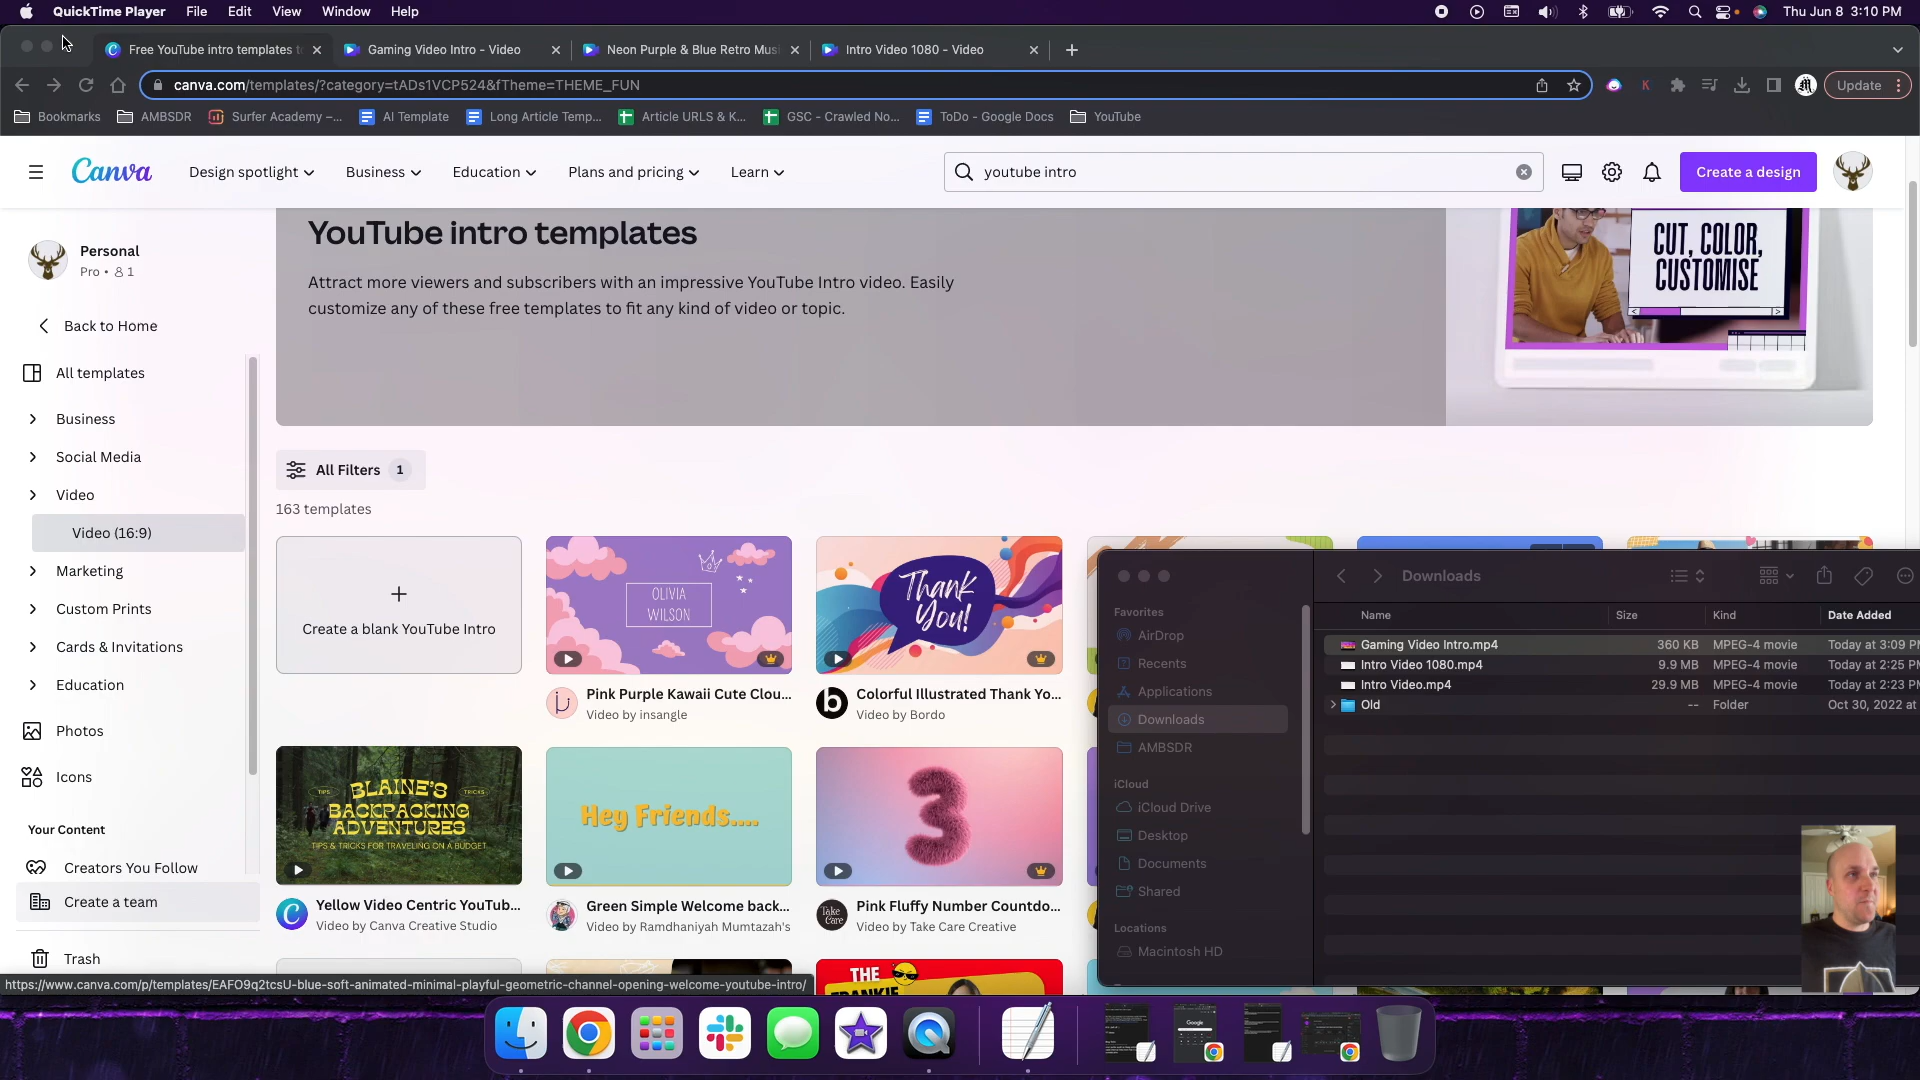 QuickTime Player File Edit View Window Help
Thu Jun 8 3:10 PM
Free YouTube intro templates to
Gaming Video Intro - Video
Neon Purple & Blue Retro Musi
Intro Video 1080 - Video
canva.com/templates/?category=tADs1VCP524&fTheme=THEME_FUN
K
Update
Bookmarks
AMBSDR
Surfer Academy –...
AI Template
Long Article Temp...
Article URLS & K...
GSC - Crawled No...
ToDo - Google Docs
YouTube
Canva
Design spotlight
Business
Education
Plans and pricing
Learn
youtube intro
Create a design
Personal
Pro • 1
Back to Home
All templates
Business
Social Media
Video
Video (16:9)
Marketing
Custom Prints
Cards & Invitations
Education
Photos
Icons
Your Content
Creators You Follow
Create a team
Trash
YouTube intro templates
Attract more viewers and subscribers with an impressive YouTube Intro video. Easily
customize any of these free templates to fit any kind of video or topic.
CUT, COLOR,
CUSTOMISE
All Filters 1
163 templates
Create a blank YouTube Intro
OLIVIA
WILSON
Pink Purple Kawaii Cute Clou...
Video by insangle
Thank
You!
b
Colorful Illustrated Thank Yo...
Video by Bordo
TIPS
BLAINE'S
TRICKS
BACKPACKING
ADVENTURES
TIPS & TRICKS FOR TRAVELING ON A BUDGET
Yellow Video Centric YouTub...
Video by Canva Creative Studio
Hey Friends....
Green Simple Welcome back...
Video by Ramdhaniyah Mumtazah's
3
Take
Care
Pink Fluffy Number Countdo...
Video by Take Care Creative
THE
FRANKIE
https://www.canva.com/p/templates/EAFO9q2tcsU-blue-soft-animated-minimal-playful-geometric-channel-opening-welcome-youtube-intro/
Downloads
Favorites
AirDrop
Recents
Applications
Downloads
AMBSDR
iCloud
iCloud Drive
Desktop
Documents
Shared
Locations
Macintosh HD
Name Size Kind Date Added
Gaming Video Intro.mp4 360 KB MPEG-4 movie Today at 3:09 PM
Intro Video 1080.mp4 9.9 MB MPEG-4 movie Today at 2:25 P
Intro Video.mp4 29.9 MB MPEG-4 movie Today at 2:23 P
Old -- Folder Oct 30, 2022 at
Google